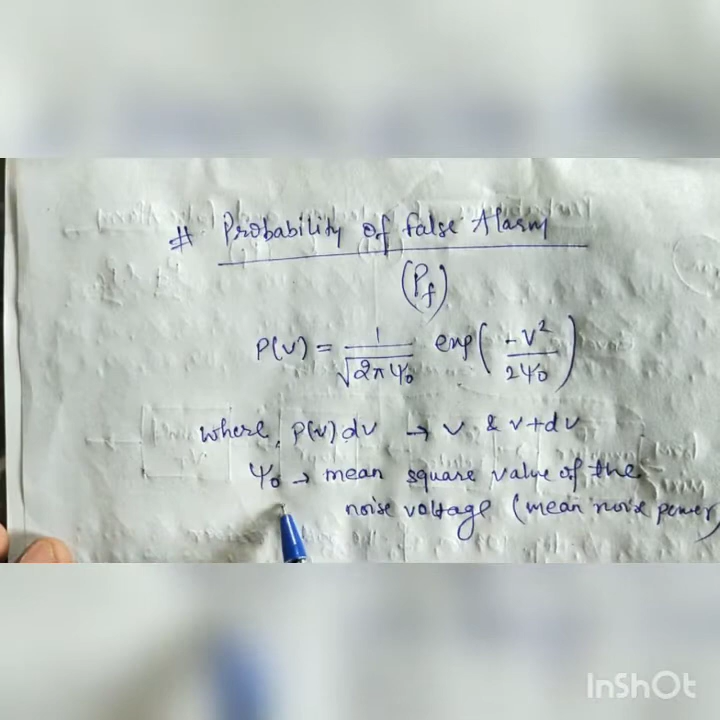 # Probability of false Alarm
(Pf)
P(v) = 1/√(2πψ₀) exp(-v²/2ψ₀)
where, P(v)dv → v & v+dv
ψ₀ → mean square value of the
noise voltage (mean noise power)
InShOt